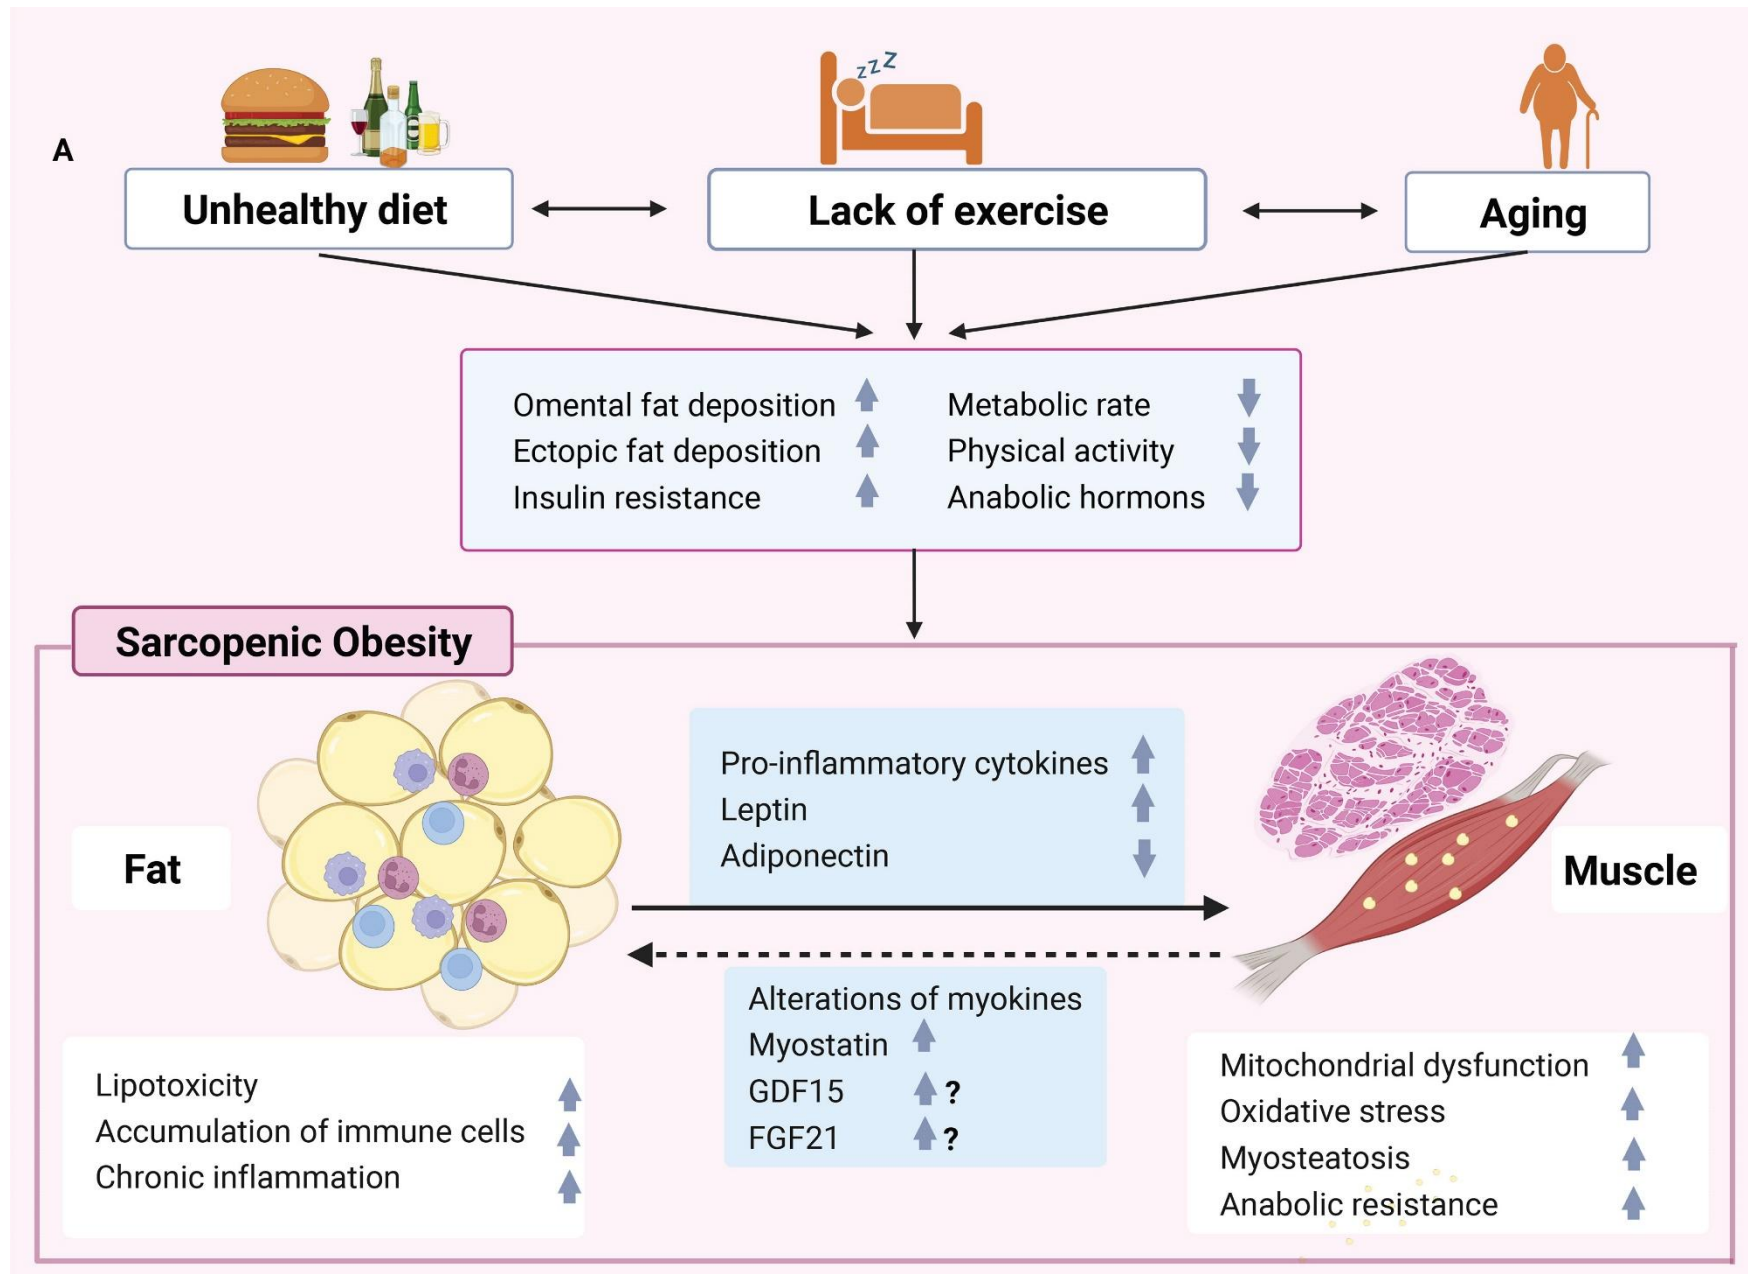 A
zzz
Unhealthy diet
Lack of exercise
Aging
Omental fat deposition
Ectopic fat deposition
Insulin resistance
Metabolic rate
Physical activity
Anabolic hormons
Sarcopenic Obesity
Fat
Pro-inflammatory cytokines
Leptin
Adiponectin
Muscle
Alterations of myokines
Myostatin
GDF15 ?
FGF21 ?
Lipotoxicity
Accumulation of immune cells
Chronic inflammation
Mitochondrial dysfunction
Oxidative stress
Myosteatosis
Anabolic resistance